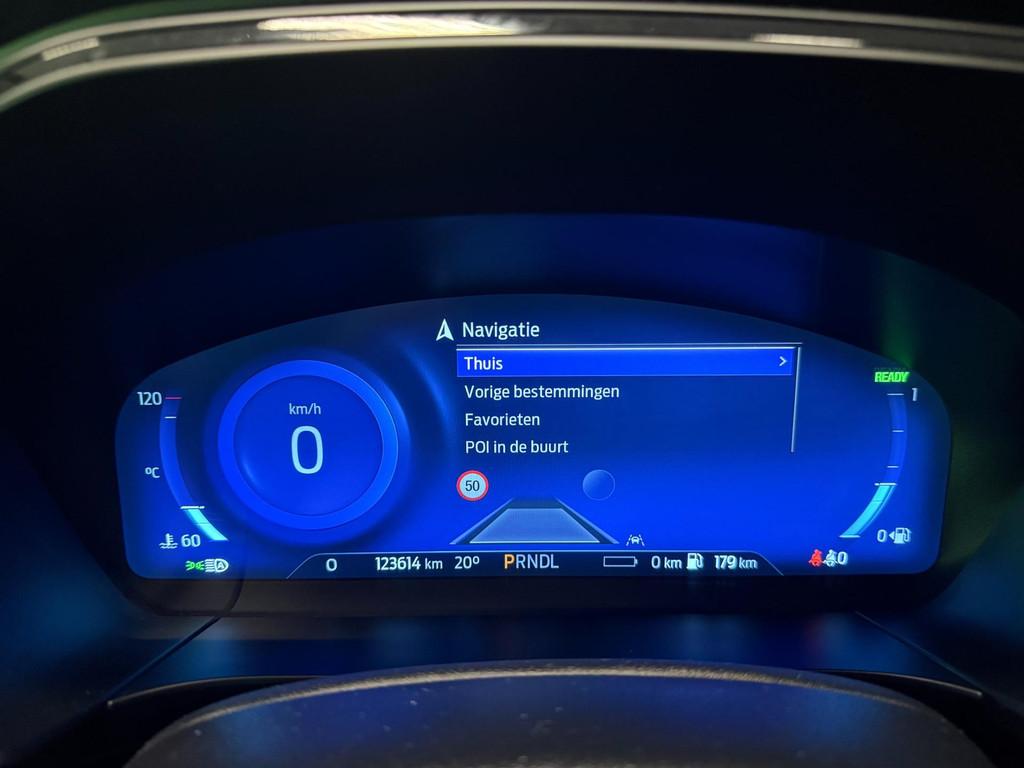 Navigatie
Thuis >
Vorige bestemmingen
Favorieten
POI in de buurt
READY
120
km/h
0
1
°C
50
60
0
A
0
123614 km
20°
PRNDL
0 km
179 km
0